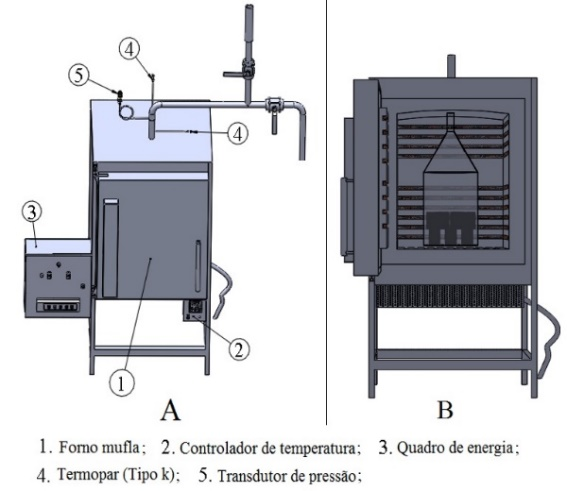 4
5
4
3
2
1
A
B
1. Forno mufla; 2. Controlador de temperatura; 3. Quadro de energia;
4. Termopar (Tipo k); 5. Transdutor de pressão;